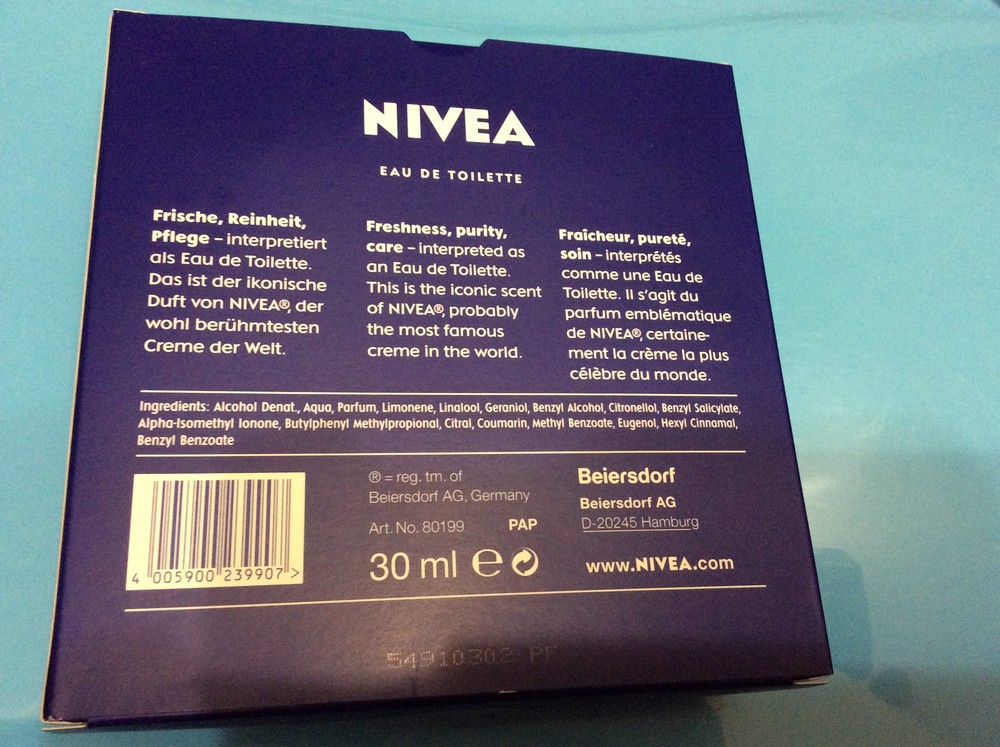 NIVEA
EAU DE TOILETTE
Frische, Reinheit,
Pflege – interpretiert
als Eau de Toilette.
Das ist der ikonische
Duft von NIVEA®, der
wohl berühmtesten
Creme der Welt.
Freshness, purity,
care – interpreted as
an Eau de Toilette.
This is the iconic scent
of NIVEA®, probably
the most famous
creme in the world.
Fraîcheur, pureté,
soin – interprétés
comme une Eau de
Toilette. Il s'agit du
parfum emblématique
de NIVEA®, certaine-
ment la crème la plus
célèbre du monde.
Ingredients: Alcohol Denat., Aqua, Parfum, Limonene, Linalool, Geraniol, Benzyl Alcohol, Citronellol, Benzyl Salicylate,
Alpha-Isomethyl Ionone, Butylphenyl Methylpropional, Citral, Coumarin, Methyl Benzoate, Eugenol, Hexyl Cinnamal,
Benzyl Benzoate
4 005900 239907 >
® = reg. tm. of
Beiersdorf AG, Germany
Art. No. 80199 PAP
30 ml ℮
Beiersdorf
Beiersdorf AG
D-20245 Hamburg
www.NIVEA.com
54910302 PF